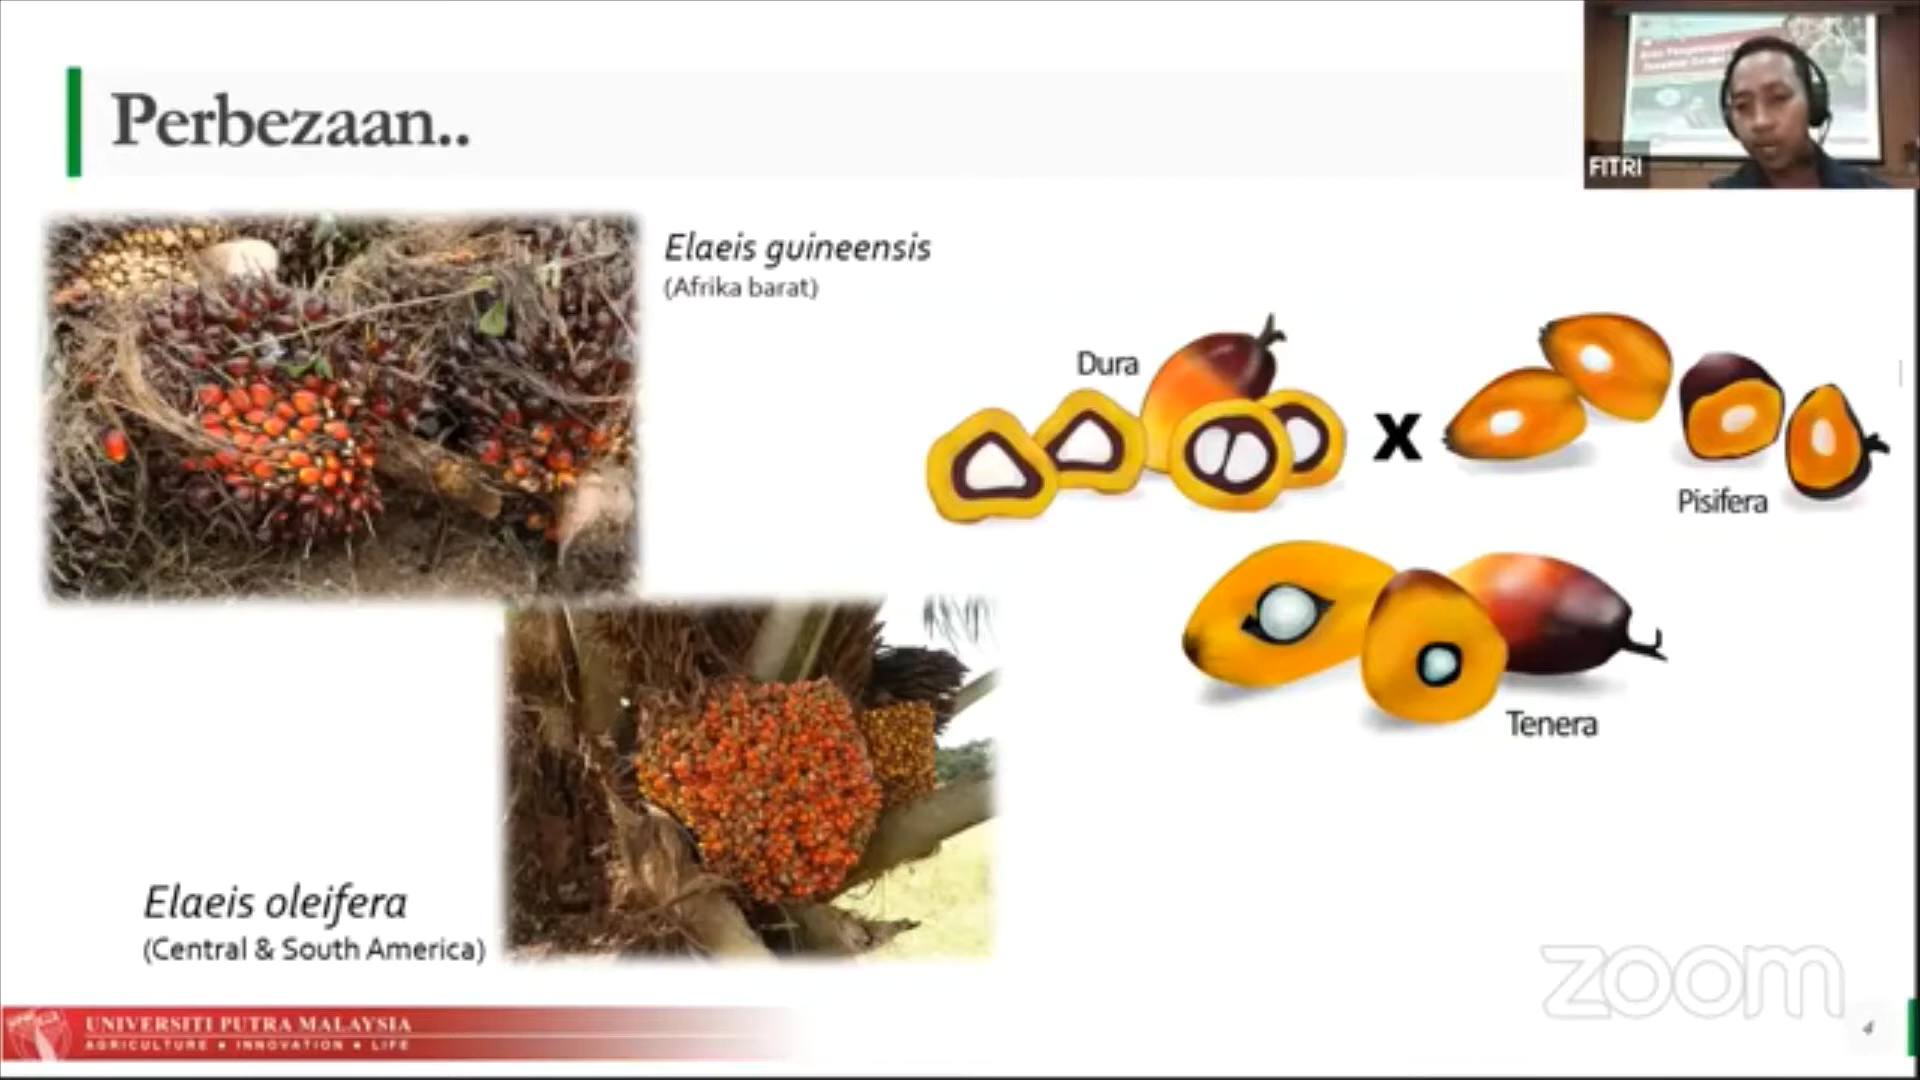 Perbezaan..
FITRI
Elaeis guineensis
(Afrika barat)
Dura
x
Pisifera
Tenera
Elaeis oleifera
(Central & South America)
zoom
UNIVERSITI PUTRA MALAYSIA
AGRICULTURE • INNOVATION • LIFE
4